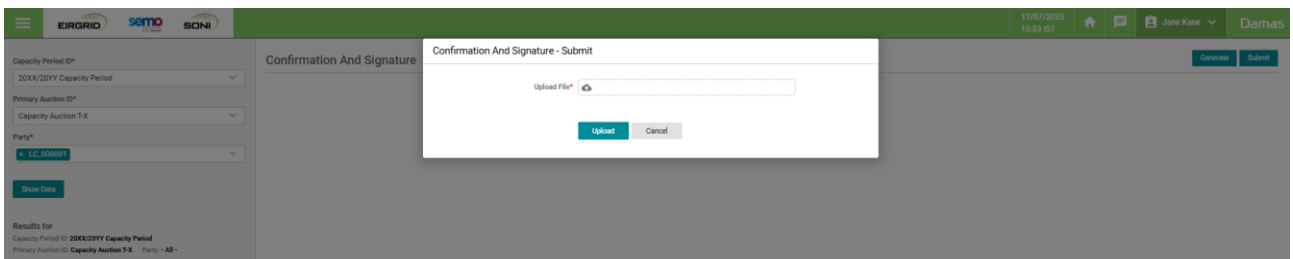 EIRGRID semo SONI
17/07/2025
15:33 IST
Jane Kane
Damas
Capacity Period ID*
20XX/20YY Capacity Period
Primary Auction ID*
Capacity Auction T-X
Party*
× LC_000001
Show Data
Results for
Capacity Period ID: 20XX/20YY Capacity Period
Primary Auction ID: Capacity Auction T-X Party: - All -
Confirmation And Signature
Generate Submit
Confirmation And Signature - Submit
Upload File*
Upload Cancel